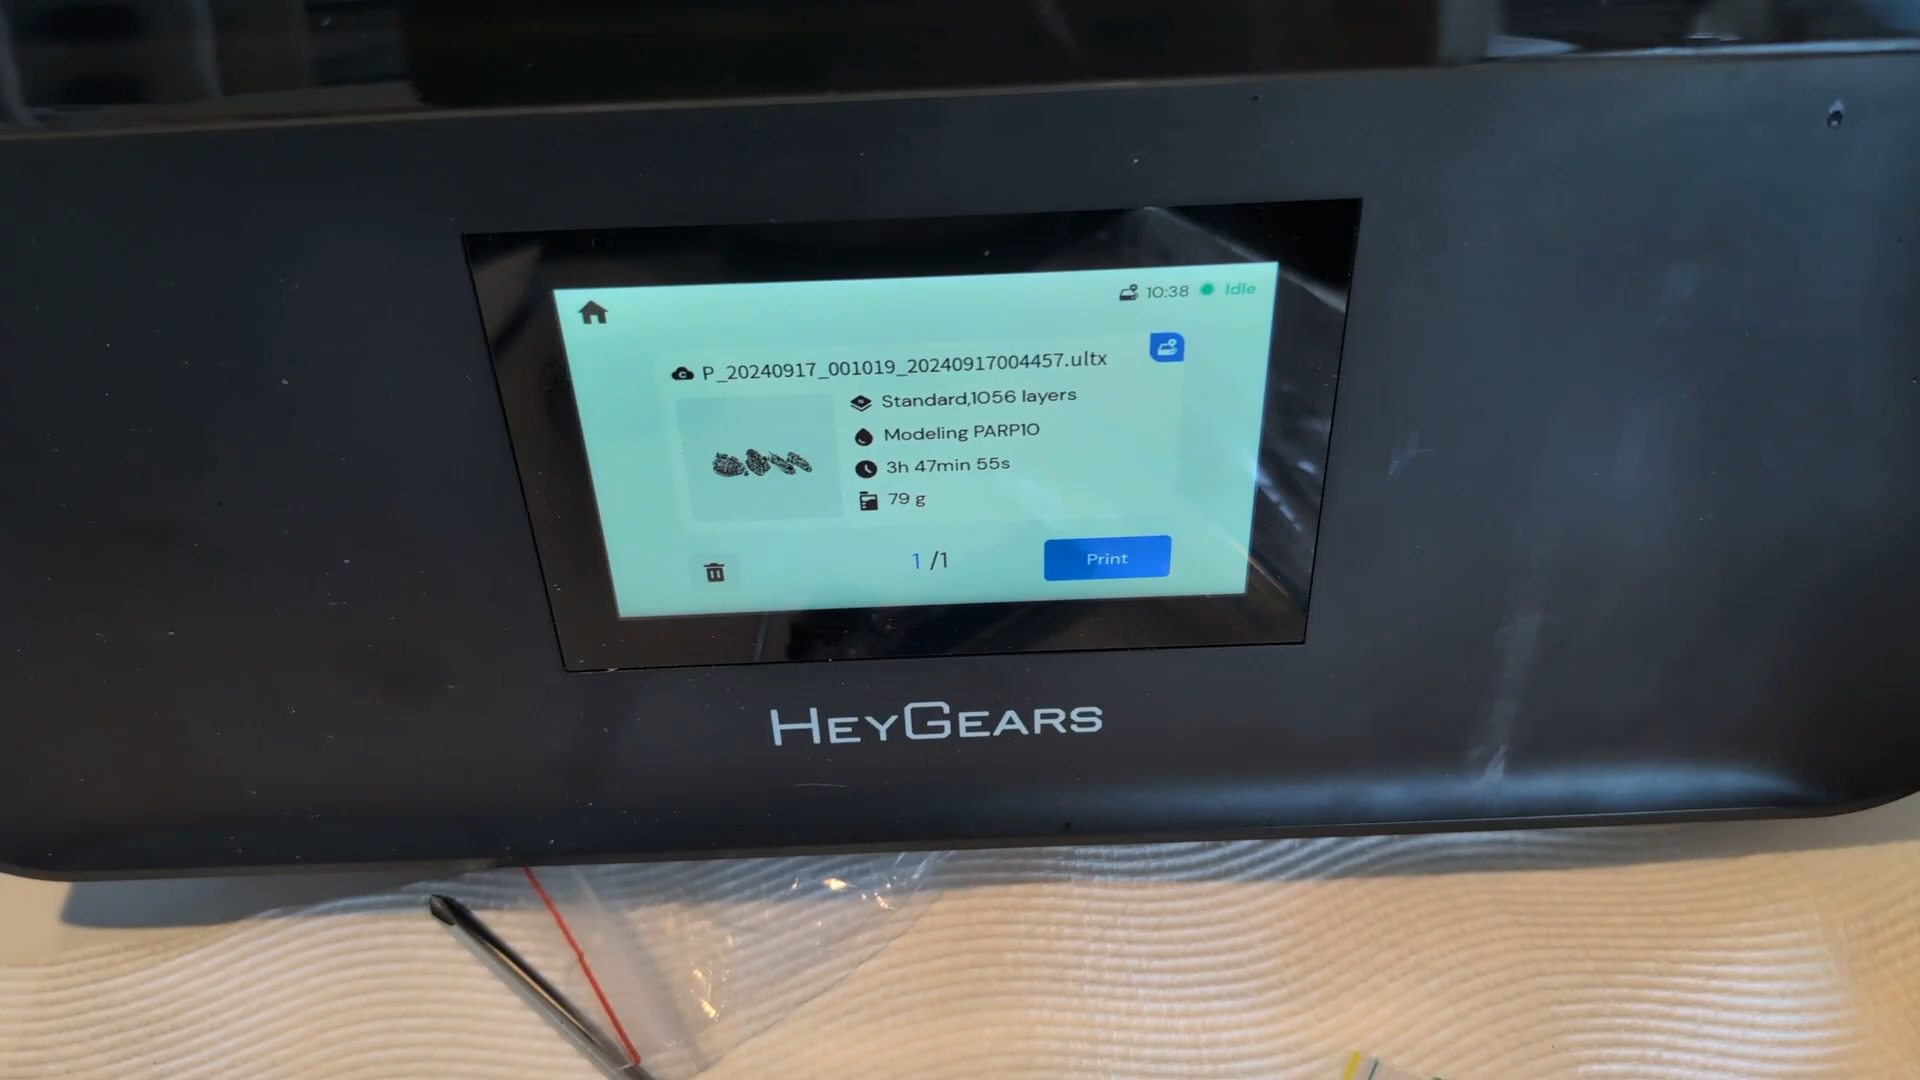 10:38 Idle
P_20240917_001019_20240917004457.ultx
Standard,1056 layers
Modeling PARP10
3h 47min 55s
79 g
1 /1
Print
HEYGEARS